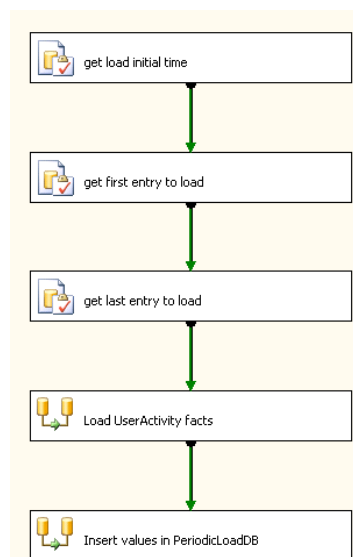 get load initial time
get first entry to load
get last entry to load
Load UserActivity facts
Insert values in PeriodicLoadDB